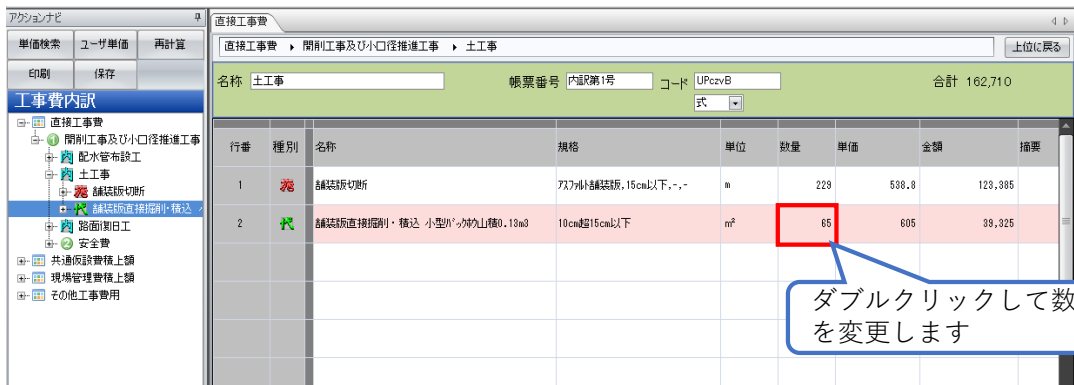 アクションナビ
直接工事費
単価検索 ユーザ単価 再計算
直接工事費 開削工事及び小口径推進工事 土工事 上位に戻る
印刷 保存
名称 土工事 帳票番号 内訳第1号 コード UPczvB 合計 162,710
式
工事費内訳
直接工事費
1 開削工事及び小口径推進工事
内 配水管布設工
内 土工事
施 舗装版切断
代 舗装版直接掘削・積込
内 路面復旧工
2 安全費
共通仮設費積上額
現場管理費積上額
その他工事費用
行番 種別 名称 規格 単位 数量 単価 金額 摘要
1 施 舗装版切断 アスファルト舗装版,15cm以下,-,- m 229 538.8 123,385
2 代 舗装版直接掘削・積込 小型バックホウ山積0.13m3 10cm超15cm以下 m² 65 605 39,325
ダブルクリックして数
を変更します